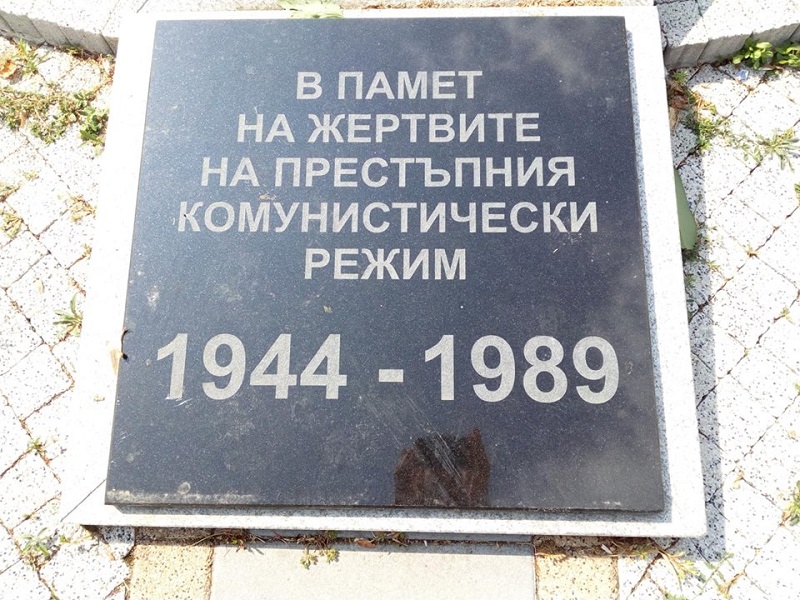 В ПАМЕТ
НА ЖЕРТВИТЕ
НА ПРЕСТЪПНИЯ
КОМУНИСТИЧЕСКИ
РЕЖИМ
1944 - 1989